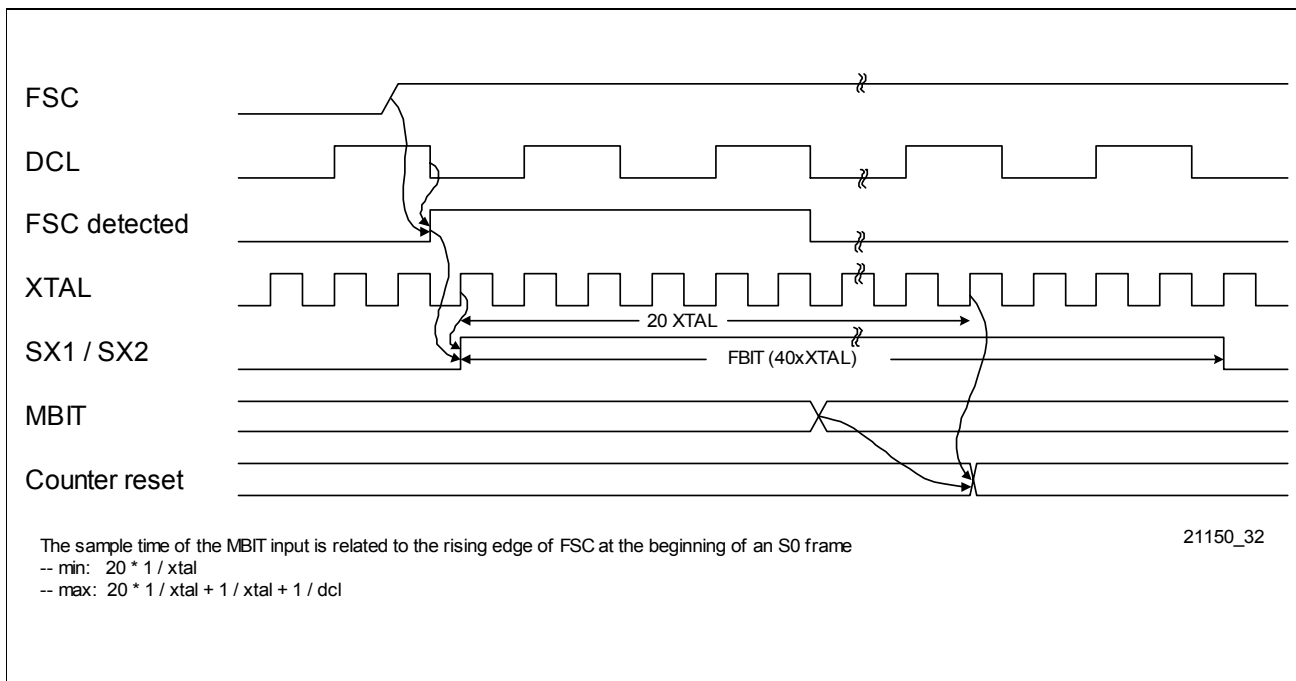 FSC
DCL
FSC detected
XTAL
20 XTAL
SX1 / SX2
FBIT (40xXTAL)
MBIT
Counter reset
The sample time of the MBIT input is related to the rising edge of FSC at the beginning of an S0 frame
21150_32
-- min: 20 * 1 / xtal
-- max: 20 * 1 / xtal + 1 / xtal + 1 / dcl